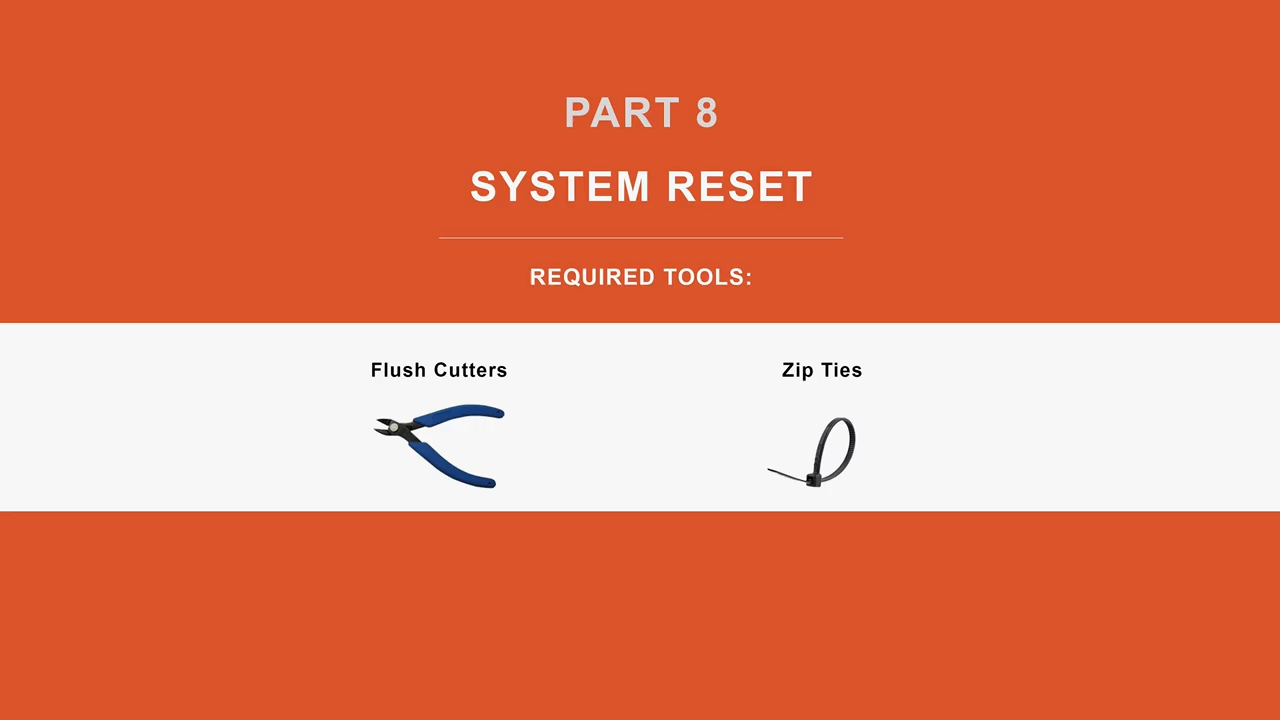 PART 8
SYSTEM RESET
REQUIRED TOOLS:
Flush Cutters
Zip Ties